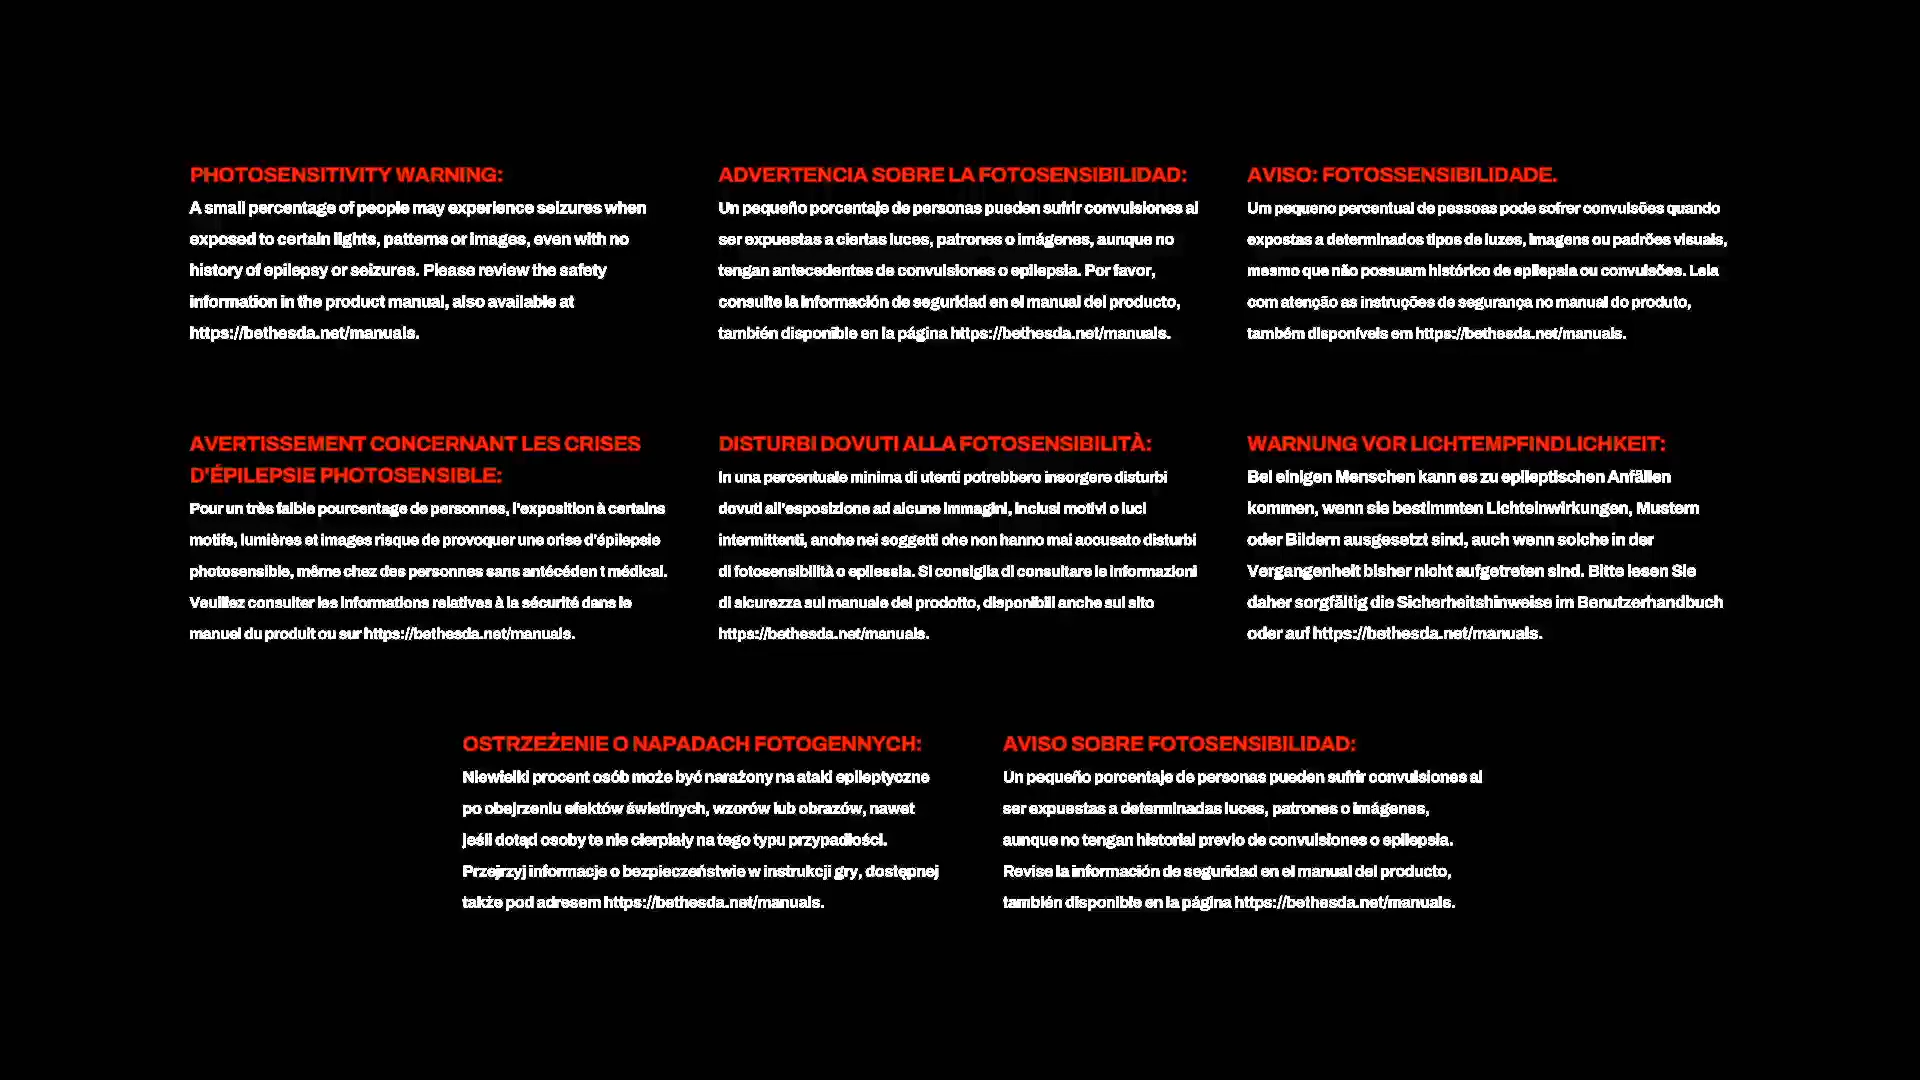 PHOTOSENSITIVITY WARNING:
A small percentage of people may experience seizures when
exposed to certain lights, patterns or images, even with no
history of epilepsy or seizures. Please review the safety
information in the product manual, also available at
https://bethesda.net/manuals.
ADVERTENCIA SOBRE LA FOTOSENSIBILIDAD:
Un pequeño porcentaje de personas pueden sufrir convulsiones al
ser expuestas a ciertas luces, patrones o imágenes, aunque no
tengan antecedentes de convulsiones o epilepsia. Por favor,
consulte la información de seguridad en el manual del producto,
también disponible en la página https://bethesda.net/manuals.
AVISO: FOTOSSENSIBILIDADE.
Um pequeno percentual de pessoas pode sofrer convulsões quando
expostas a determinados tipos de luzes, imagens ou padrões visuais,
mesmo que não possuam histórico de epilepsia ou convulsões. Leia
com atenção as instruções de segurança no manual do produto,
também disponíveis em https://bethesda.net/manuais.
AVERTISSEMENT CONCERNANT LES CRISES
D'ÉPILEPSIE PHOTOSENSIBLE:
Pour un très faible pourcentage de personnes, l'exposition à certains
motifs, lumières et images risque de provoquer une crise d'épilepsie
photosensible, même chez des personnes sans antécéden t médical.
Veuillez consulter les informations relatives à la sécurité dans le
manuel du produit ou sur https://bethesda.net/manuals.
DISTURBI DOVUTI ALLA FOTOSENSIBILITÀ:
In una percentuale minima di utenti potrebbero insorgere disturbi
dovuti all'esposizione ad alcune immagini, inclusi motivi o luci
intermittenti, anche nei soggetti che non hanno mai accusato disturbi
di fotosensibilità o epilessia. Si consiglia di consultare le informazioni
di sicurezza sul manuale del prodotto, disponibili anche sul sito
https://bethesda.net/manuals.
WARNUNG VOR LICHTEMPFINDLICHKEIT:
Bei einigen Menschen kann es zu epileptischen Anfällen
kommen, wenn sie bestimmten Lichteinwirkungen, Mustern
oder Bildern ausgesetzt sind, auch wenn solche in der
Vergangenheit bisher nicht aufgetreten sind. Bitte lesen Sie
daher sorgfältig die Sicherheitshinweise im Benutzerhandbuch
oder auf https://bethesda.net/manuals.
OSTRZEŻENIE O NAPADACH FOTOGENNYCH:
Niewielki procent osób może być narażony na ataki epileptyczne
po obejrzeniu efektów świetlnych, wzorów lub obrazów, nawet
jeśli dotąd osoby te nie cierpiały na tego typu przypadłości.
Przejrzyj informacje o bezpieczeństwie w instrukcji gry, dostępnej
także pod adresem https://bethesda.net/manuals.
AVISO SOBRE FOTOSENSIBILIDAD:
Un pequeño porcentaje de personas pueden sufrir convulsiones al
ser expuestas a determinadas luces, patrones o imágenes,
aunque no tengan historial previo de convulsiones o epilepsia.
Revise la información de seguridad en el manual del producto,
también disponible en la página https://bethesda.net/manuals.